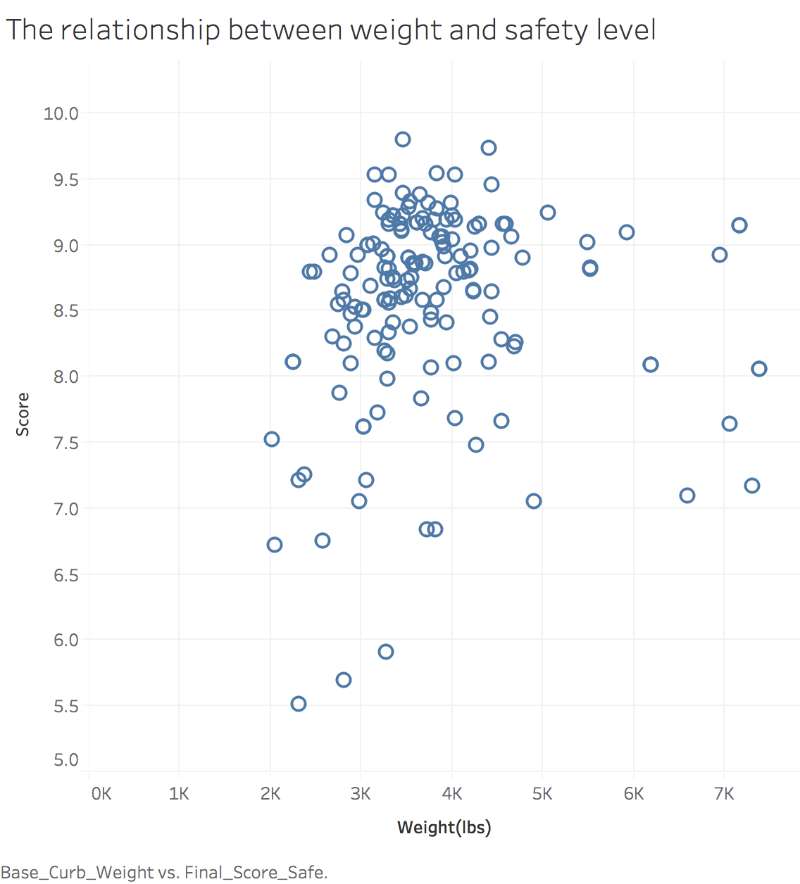 The relationship between weight and safety level
10.0
9.5
9.0
8.5
8.0
Score
7.5
7.0
6.5
6.0
5.5
5.0
0K 1K 2K 3K 4K 5K 6K 7K
Weight(lbs)
Base_Curb_Weight vs. Final_Score_Safe.